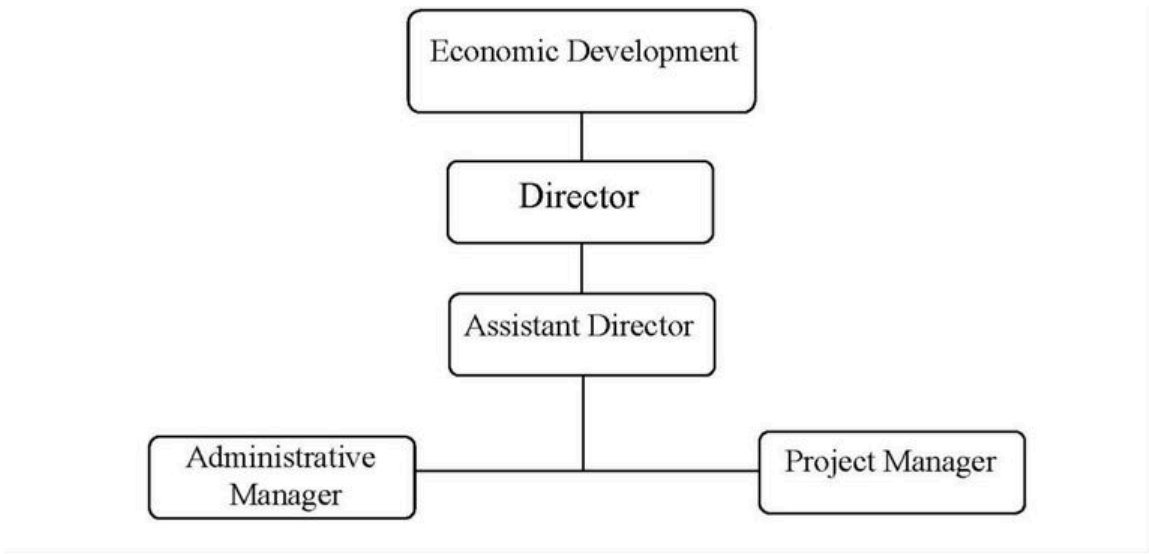 Economic Development
Director
Assistant Director
Administrative
Manager
Project Manager